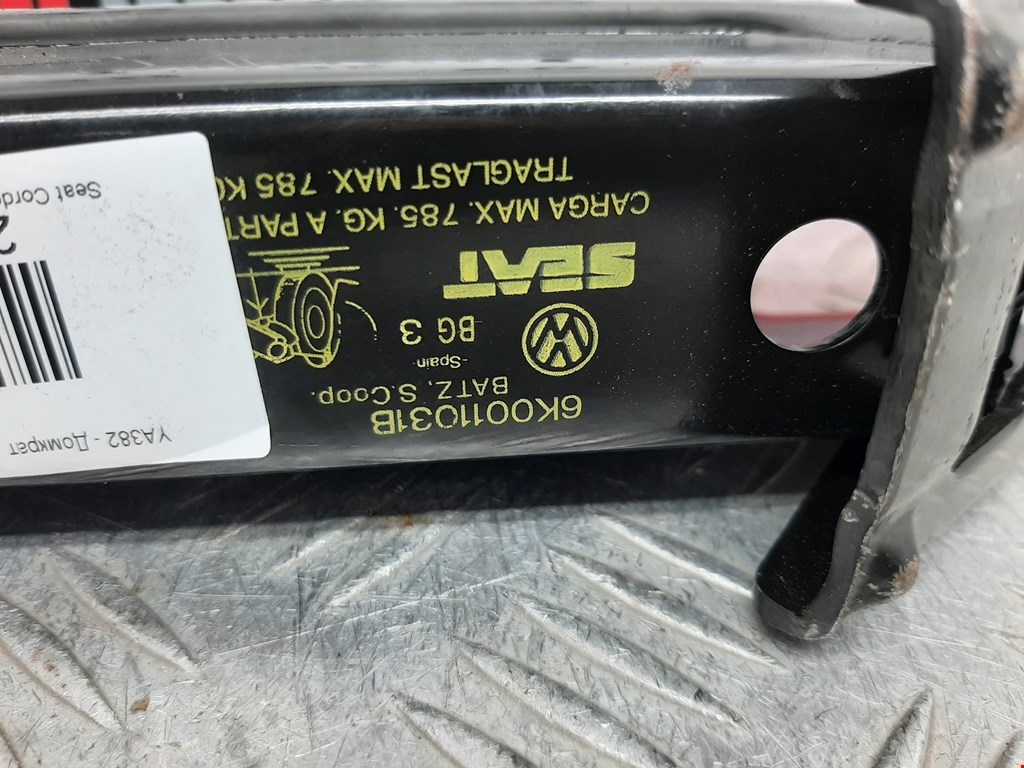 6K0011031B
BATZ, S.Coop.
-Spain-
BG 3
SEAT
CARGA MAX. 785. KG. A PART
TRAGLAST MAX. 785 KG
YA382 - Домкрат
2
Seat Cord